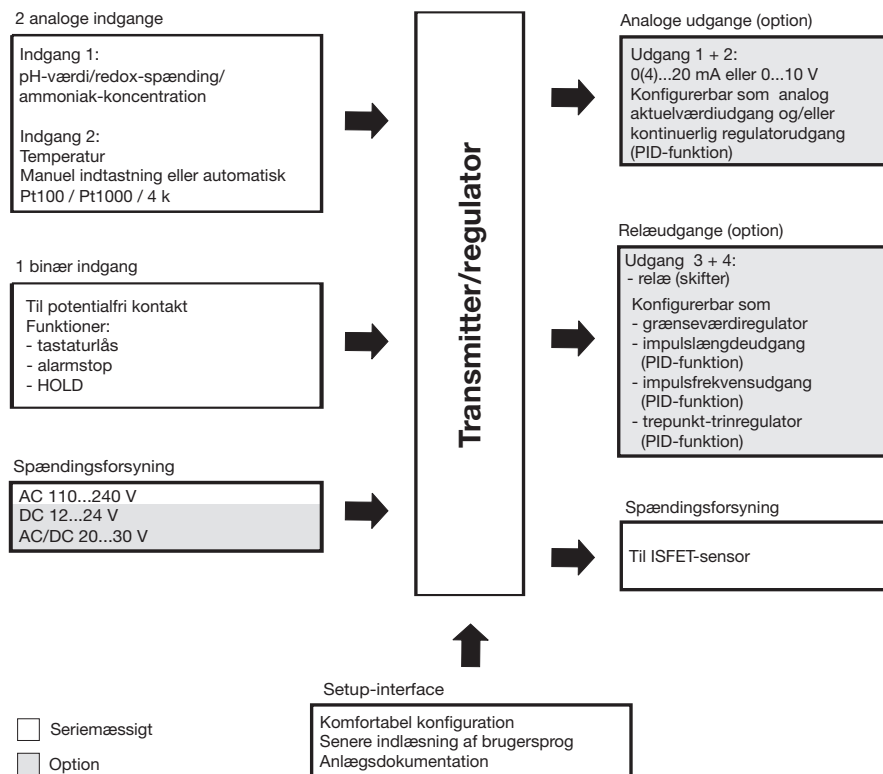 2 analoge indgange
Indgang 1:
pH-værdi/redox-spænding/
ammoniak-koncentration
Indgang 2:
Temperatur
Manuel indtastning eller automatisk
Pt100 / Pt1000 / 4 k
1 binær indgang
Til potentialfri kontakt
Funktioner:
- tastaturlås
- alarmstop
- HOLD
Spændingsforsyning
AC 110...240 V
DC 12...24 V
AC/DC 20...30 V
Transmitter/regulator
Analoge udgange (option)
Udgang 1 + 2:
0(4)...20 mA eller 0...10 V
Konfigurerbar som analog
aktuelværdiudgang og/eller
kontinuerlig regulatorudgang
(PID-funktion)
Relæudgange (option)
Udgang 3 + 4:
- relæ (skifter)
Konfigurerbar som
- grænseværdiregulator
- impulslængdeudgang
(PID-funktion)
- impulsfrekvensudgang
(PID-funktion)
- trepunkt-trinregulator
(PID-funktion)
Spændingsforsyning
Til ISFET-sensor
Setup-interface
Komfortabel konfiguration
Senere indlæsning af brugersprog
Anlægsdokumentation
Seriemæssigt
Option